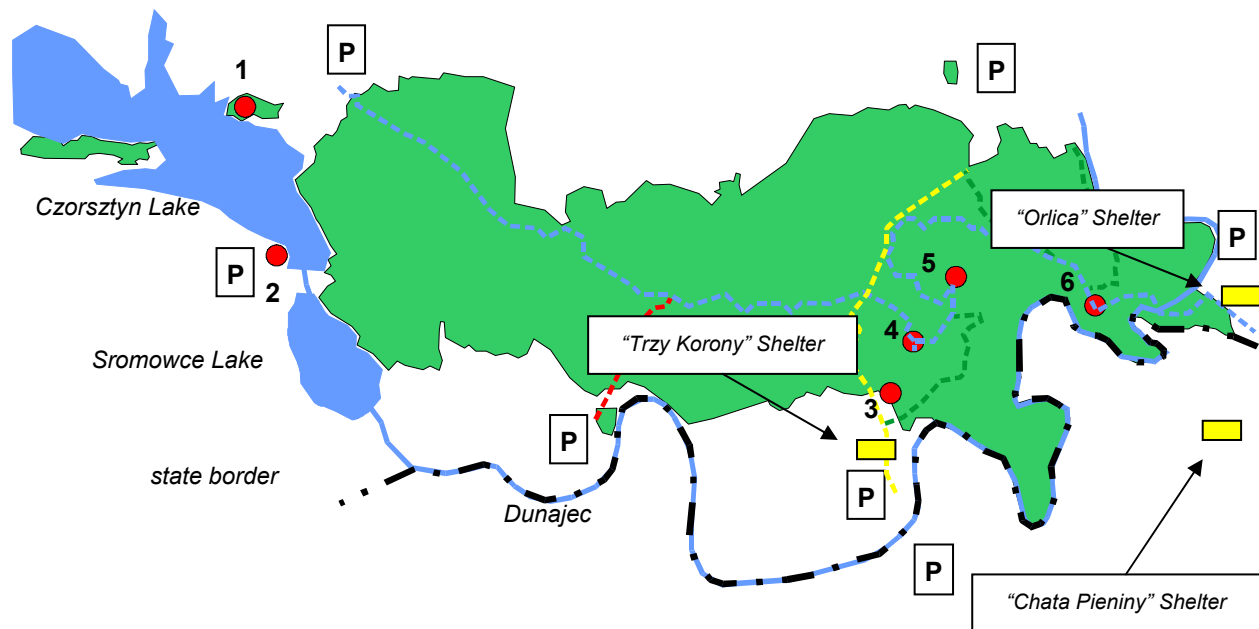 P
1
P
Czorsztyn Lake
"Orlica" Shelter
P
5
P
2
6
4
"Trzy Korony" Shelter
Sromowce Lake
3
P
state border
P
Dunajec
P
"Chata Pieniny" Shelter